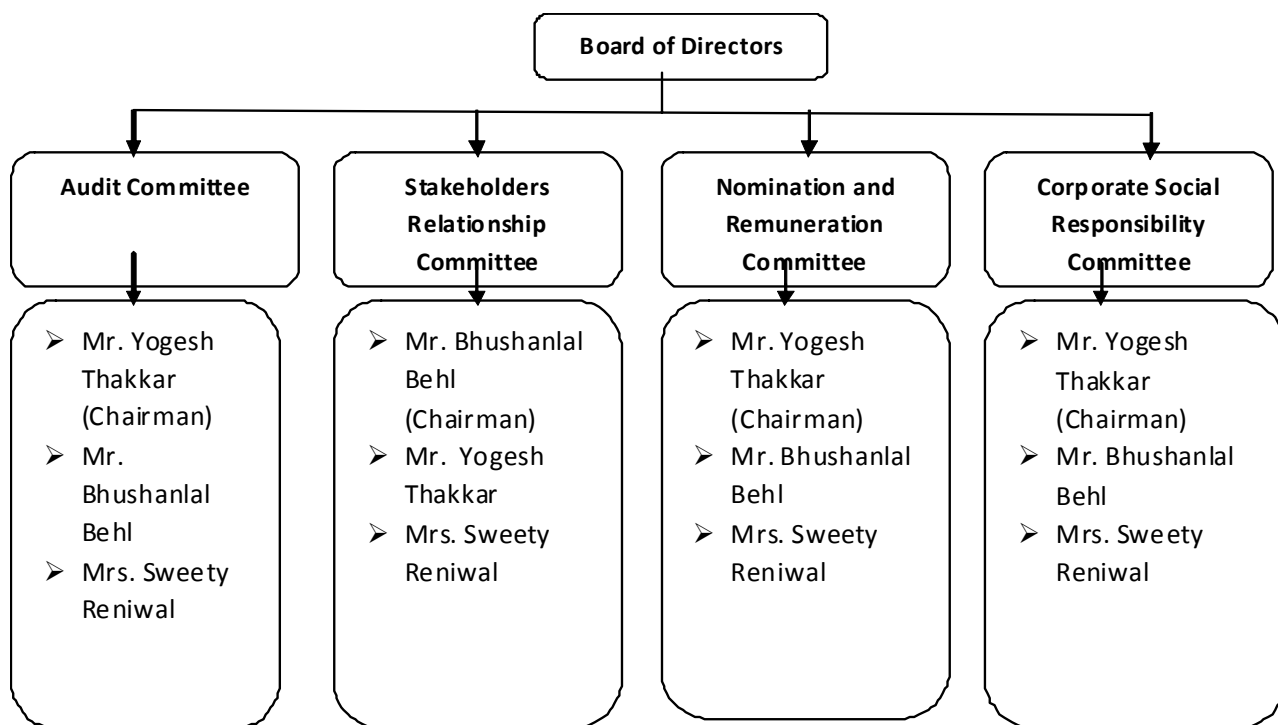 Board of Directors
Audit Committee
Stakeholders
Relationship
Committee
Nomination and
Remuneration
Committee
Corporate Social
Responsibility
Committee
➢ Mr. Yogesh
Thakkar
(Chairman)
➢ Mr.
Bhushanlal
Behl
➢ Mrs. Sweety
Reniwal
➢ Mr. Bhushanlal
Behl
(Chairman)
➢ Mr. Yogesh
Thakkar
➢ Mrs. Sweety
Reniwal
➢ Mr. Yogesh
Thakkar
(Chairman)
➢ Mr. Bhushanlal
Behl
➢ Mrs. Sweety
Reniwal
➢ Mr. Yogesh
Thakkar
(Chairman)
➢ Mr. Bhushanlal
Behl
➢ Mrs. Sweety
Reniwal